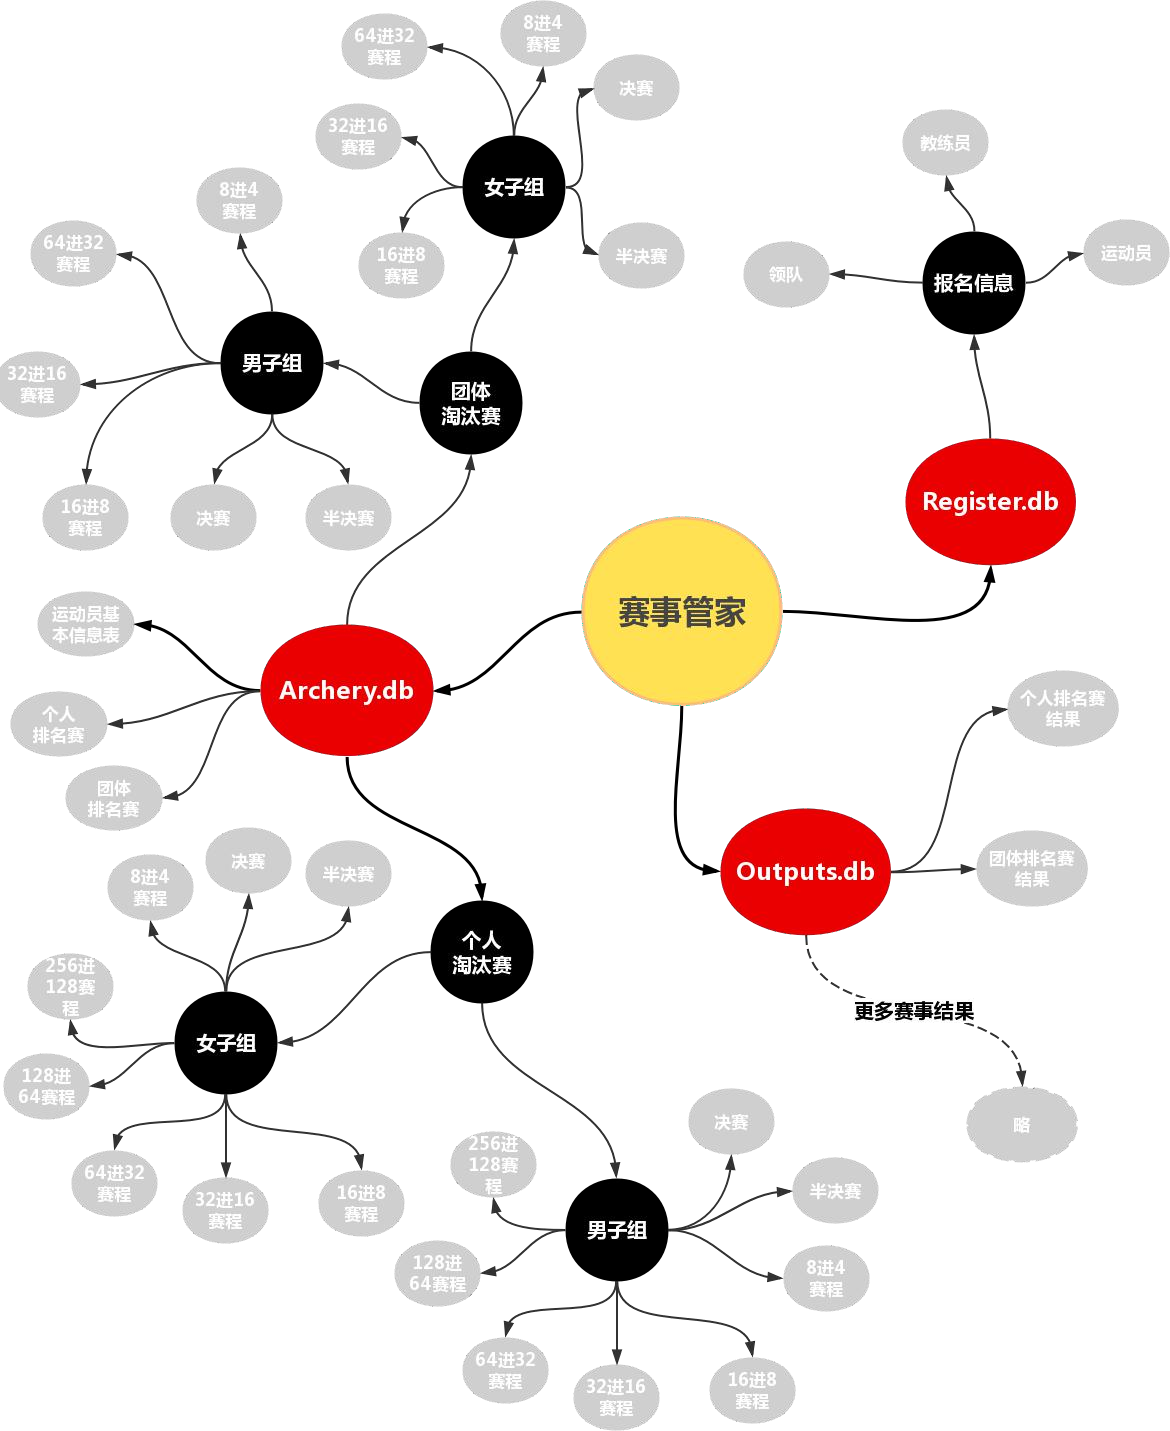 64进32
赛程
8进4
赛程
决赛
32进16
赛程
女子组
16进8
赛程
半决赛
8进4
赛程
64进32
赛程
男子组
32进16
赛程
团体
淘汰赛
16进8
赛程
决赛
半决赛
教练员
领队
报名信息
运动员
Register.db
赛事管家
运动员基
本信息表
Archery.db
个人
排名赛
团体
排名赛
个人排名赛
结果
Outputs.db
团体排名赛
结果
更多赛事结果
略
8进4
赛程
决赛
半决赛
个人
淘汰赛
256进
128赛
程
女子组
128进
64赛程
64进32
赛程
32进16
赛程
16进8
赛程
256进
128赛
程
决赛
半决赛
男子组
128进
64赛程
8进4
赛程
64进32
赛程
32进16
赛程
16进8
赛程